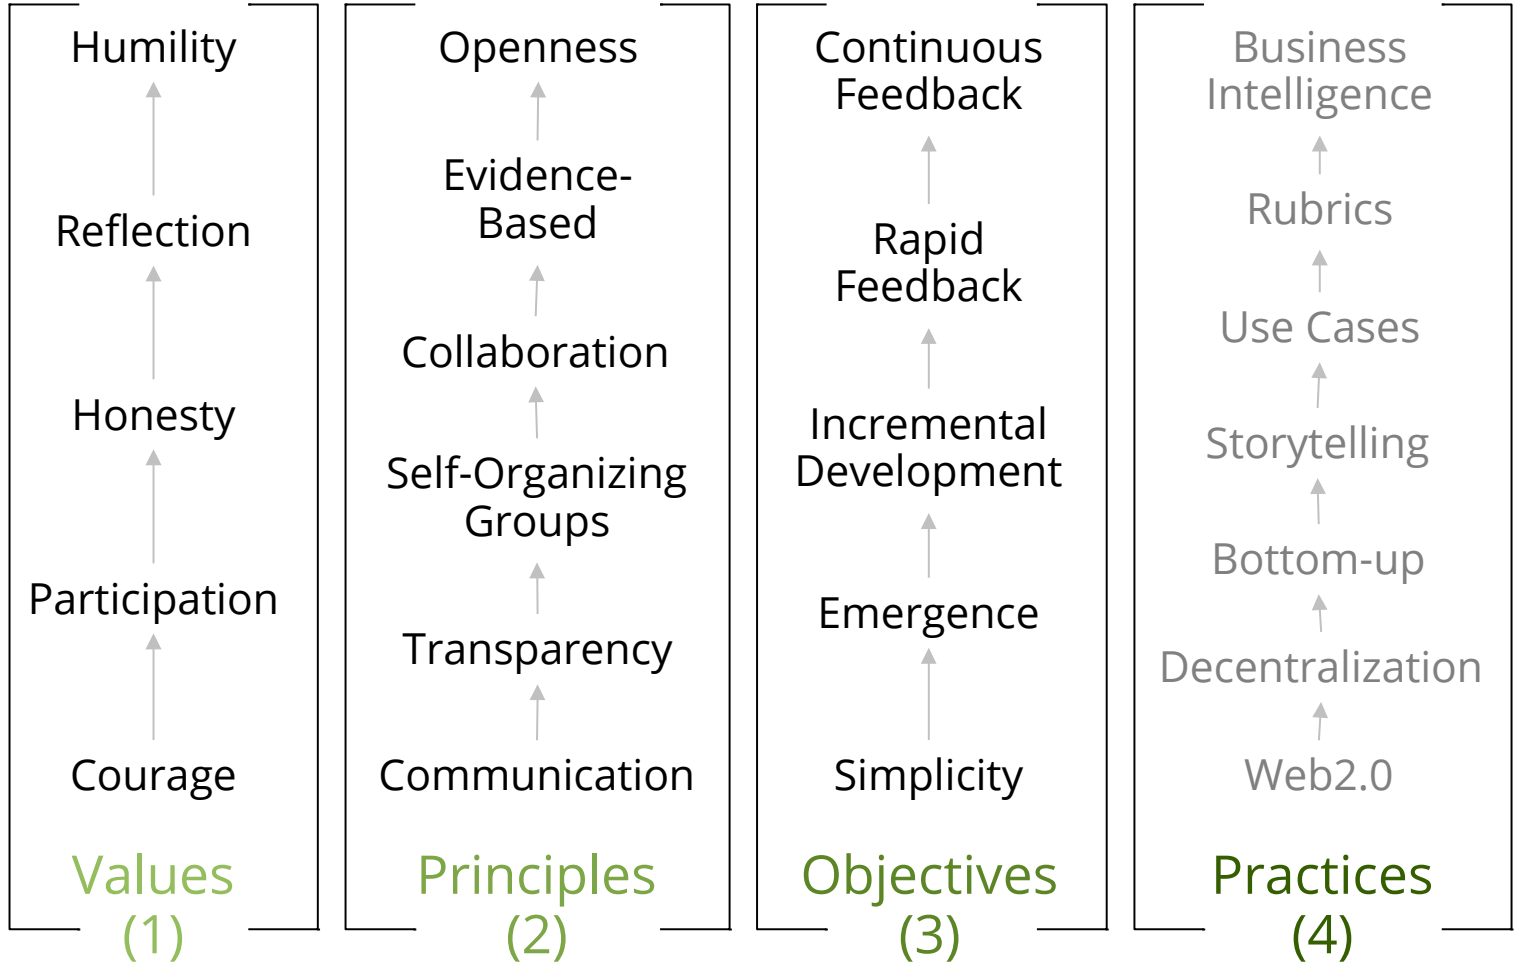 Humility
Reflection
Honesty
Participation
Courage
Values
(1)
Openness
Evidence-
Based
Collaboration
Self-Organizing
Groups
Transparency
Communication
Principles
(2)
Continuous
Feedback
Rapid
Feedback
Incremental
Development
Emergence
Simplicity
Objectives
(3)
Business
Intelligence
Rubrics
Use Cases
Storytelling
Bottom-up
Decentralization
Web2.0
Practices
(4)